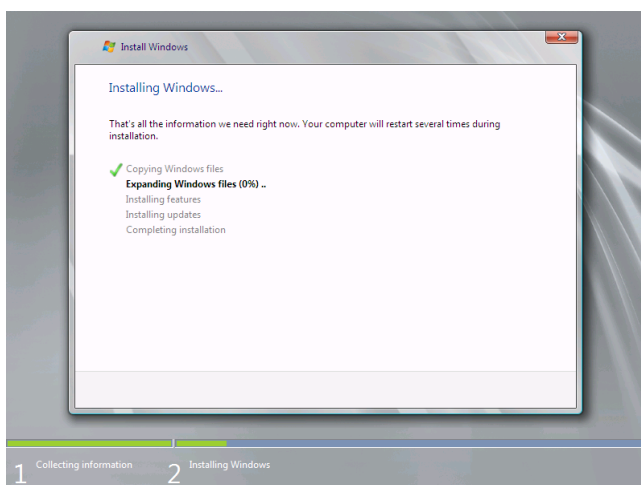 Install Windows
Installing Windows...
That's all the information we need right now. Your computer will restart several times during
installation.
Copying Windows files
Expanding Windows files (0%) ..
Installing features
Installing updates
Completing installation
1 Collecting information 2 Installing Windows